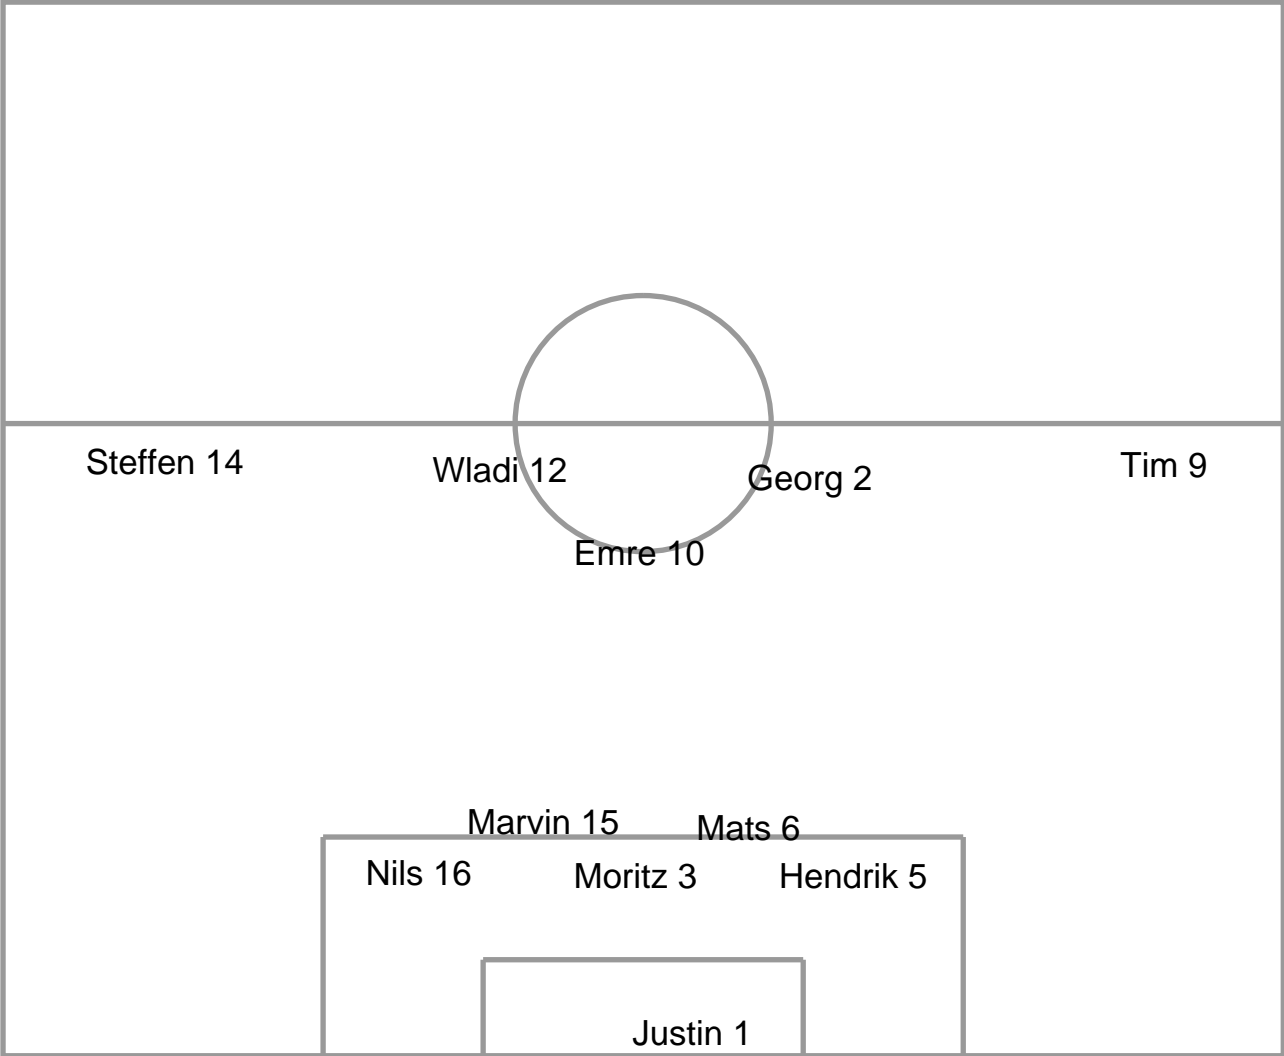 Steffen 14
Wladi 12
Georg 2
Tim 9
Emre 10
Marvin 15
Mats 6
Nils 16
Moritz 3
Hendrik 5
Justin 1